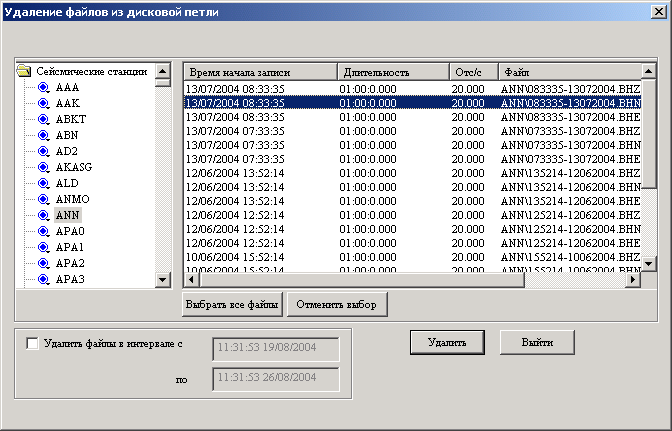 Удаление файлов из дисковой петли
Сейсмические станции
AAA
AAK
ABKT
ABN
AD2
AKASG
ALD
ANMO
ANN
APA0
APA1
APA2
APA3
Время начала записи Длительность Отс/с Файл
13/07/2004 08:33:35 01:00:0.000 20.000 ANN\083335-13072004.BHZ
13/07/2004 08:33:35 01:00:0.000 20.000 ANN\083335-13072004.BHN
13/07/2004 08:33:35 01:00:0.000 20.000 ANN\083335-13072004.BHE
13/07/2004 07:33:35 01:00:0.000 20.000 ANN\073335-13072004.BHZ
13/07/2004 07:33:35 01:00:0.000 20.000 ANN\073335-13072004.BHN
13/07/2004 07:33:35 01:00:0.000 20.000 ANN\073335-13072004.BHE
12/06/2004 13:52:14 01:00:0.000 20.000 ANN\135214-12062004.BHZ
12/06/2004 13:52:14 01:00:0.000 20.000 ANN\135214-12062004.BHN
12/06/2004 13:52:14 01:00:0.000 20.000 ANN\135214-12062004.BHE
12/06/2004 12:52:14 01:00:0.000 20.000 ANN\125214-12062004.BHZ
12/06/2004 12:52:14 01:00:0.000 20.000 ANN\125214-12062004.BHE
12/06/2004 12:52:14 01:00:0.000 20.000 ANN\125214-12062004.BHN
10/06/2004 15:52:14 01:00:0.000 20.000 ANN\155214-10062004.BHZ
10/06/2004 15:52:14 01:00:0.000 20.000 ANN\155214-10062004.BHN
Выбрать все файлы Отменить выбор
Удалить файлы в интервале с 11:31:53 19/08/2004
по 11:31:53 26/08/2004
Удалить Выйти